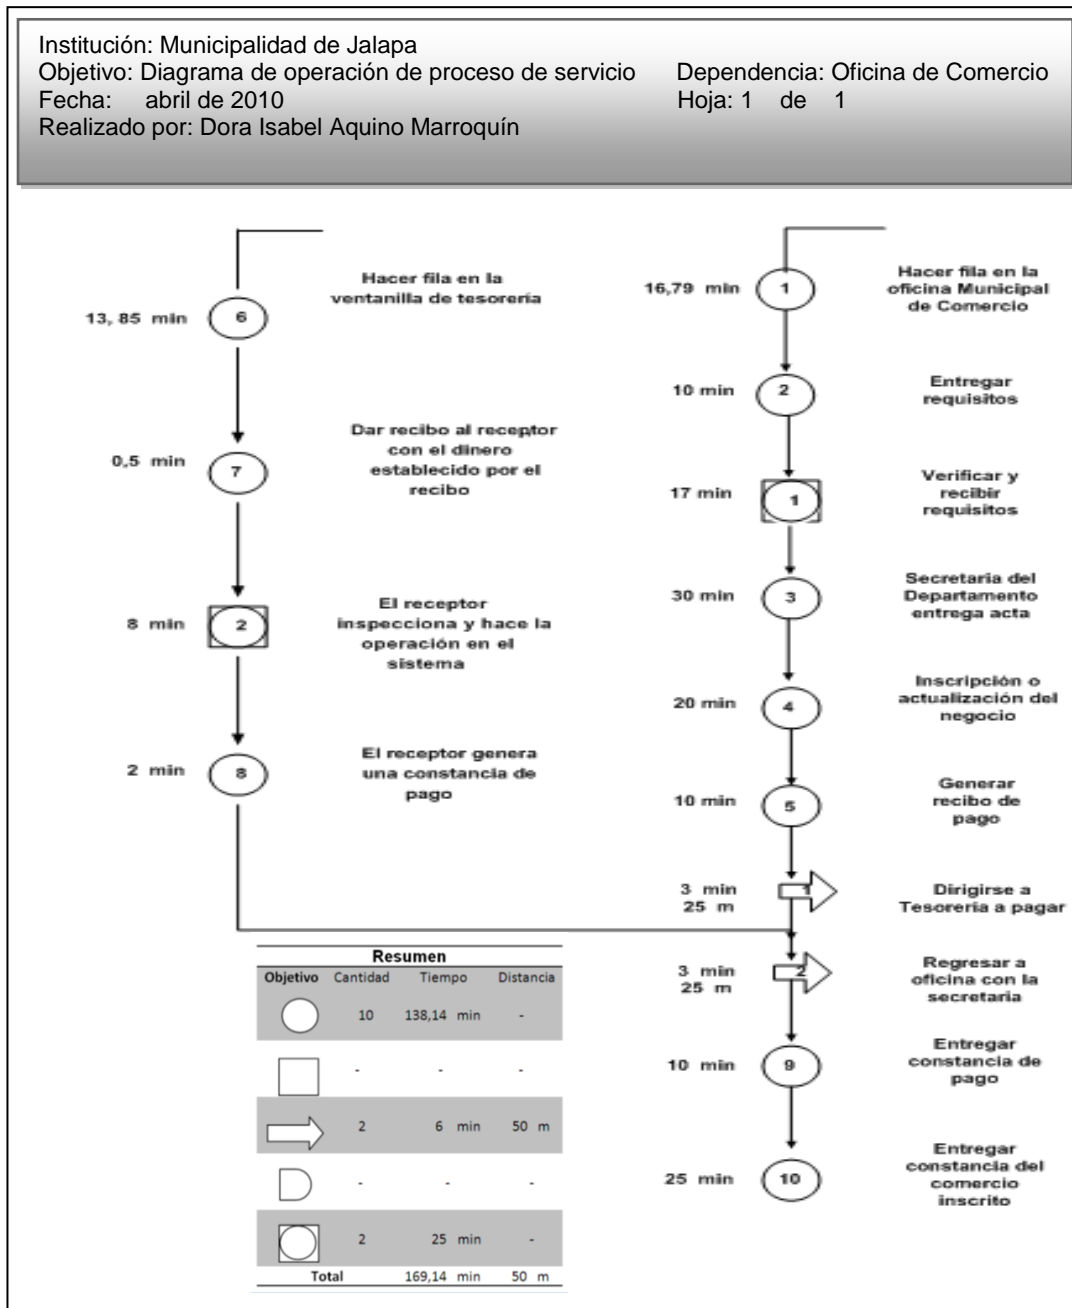 Institución: Municipalidad de Jalapa
Objetivo: Diagrama de operación de proceso de servicio Dependencia: Oficina de Comercio
Fecha: abril de 2010 Hoja: 1 de 1
Realizado por: Dora Isabel Aquino Marroquín
Hacer fila en la
ventanilla de tesorería
13, 85 min 6
Dar recibo al receptor
con el dinero
establecido por el
recibo
0,5 min 7
El receptor
inspecciona y hace la
operación en el
sistema
8 min 2
El receptor genera
una constancia de
pago
2 min 8
16,79 min 1
Hacer fila en la
oficina Municipal
de Comercio
10 min 2
Entregar
requisitos
17 min 1
Verificar y
recibir
requisitos
30 min 3
Secretaria del
Departamento
entrega acta
20 min 4
Inscripción o
actualización del
negocio
10 min 5
Generar
recibo de
pago
3 min 1
25 m
Dirigirse a
Tesorería a pagar
3 min 2
25 m
Regresar a
oficina con la
secretaria
10 min 9
Entregar
constancia de
pago
25 min 10
Entregar
constancia del
comercio
inscrito
Resumen
Objetivo Cantidad Tiempo Distancia
10 138,14 min -
- - -
2 6 min 50 m
- - -
2 25 min -
Total 169,14 min 50 m